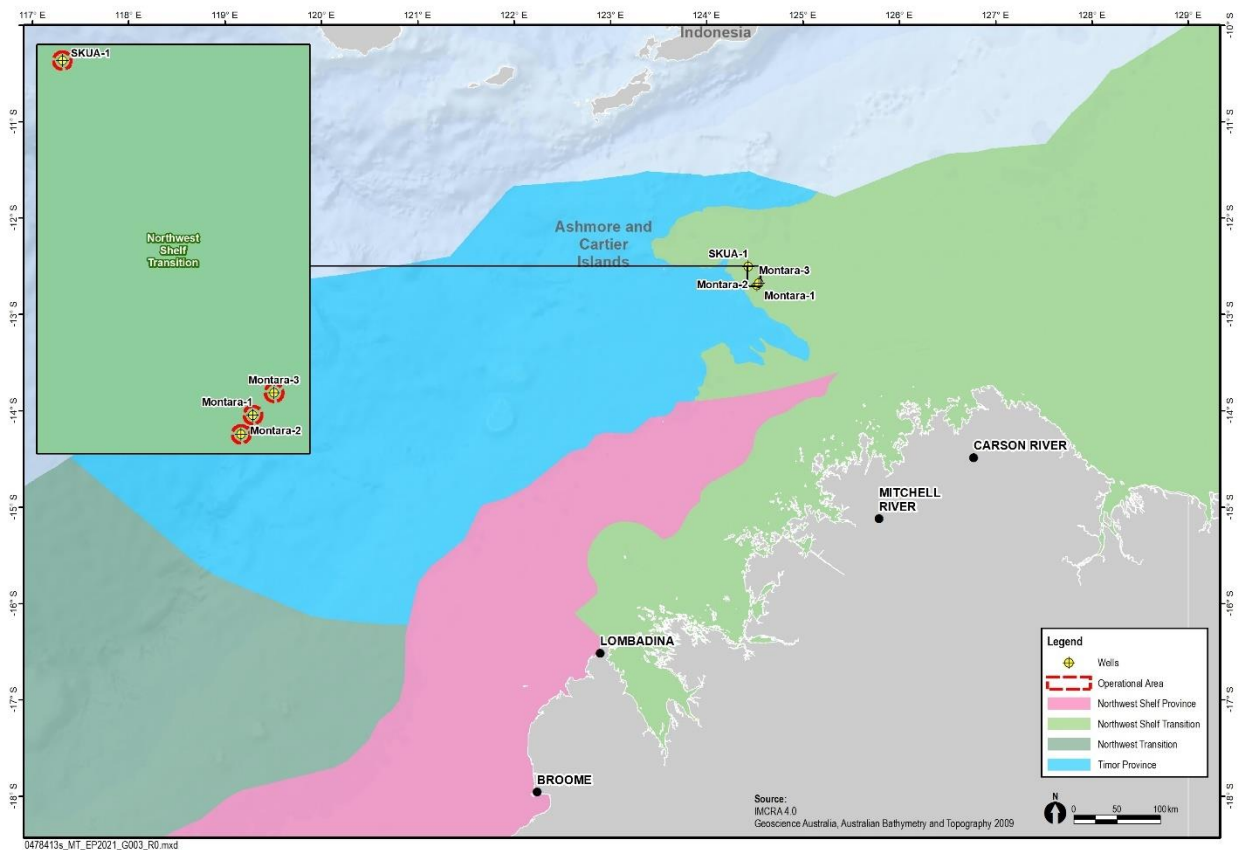 117° E
118° E
119° E
120° E
121° E
122° E
123° E
124° E
125° E
126° E
127° E
128° E
129° E
-10° S
-11° S
-12° S
-13° S
-14° S
-15° S
-16° S
-17° S
-18° S
Indonesia
SKUA-1
Northwest
Shelf
Transition
Montara-3
Montara-1
Montara-2
Ashmore and
Cartier
Islands
SKUA-1
Montara-3
Montara-2
Montara-1
CARSON RIVER
MITCHELL
RIVER
LOMBADINA
BROOME
Legend
Wells
Operational Area
Northwest Shelf Province
Northwest Shelf Transition
Northwest Transition
Timor Province
Source:
IMCRA 4.0
Geoscience Australia, Australian Bathymetry and Topography 2009
N
0 50 100 km
0478413s_MT_EP2021_G003_R0.mxd